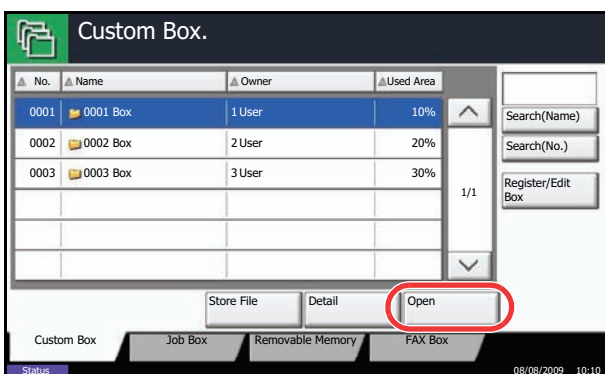 Custom Box.
No. Name Owner Used Area
0001 0001 Box 1 User 10%
0002 0002 Box 2 User 20%
0003 0003 Box 3 User 30%
1/1
Search(Name)
Search(No.)
Register/Edit
Box
Store File Detail Open
Custom Box Job Box Removable Memory FAX Box
Status 08/08/2009 10:10